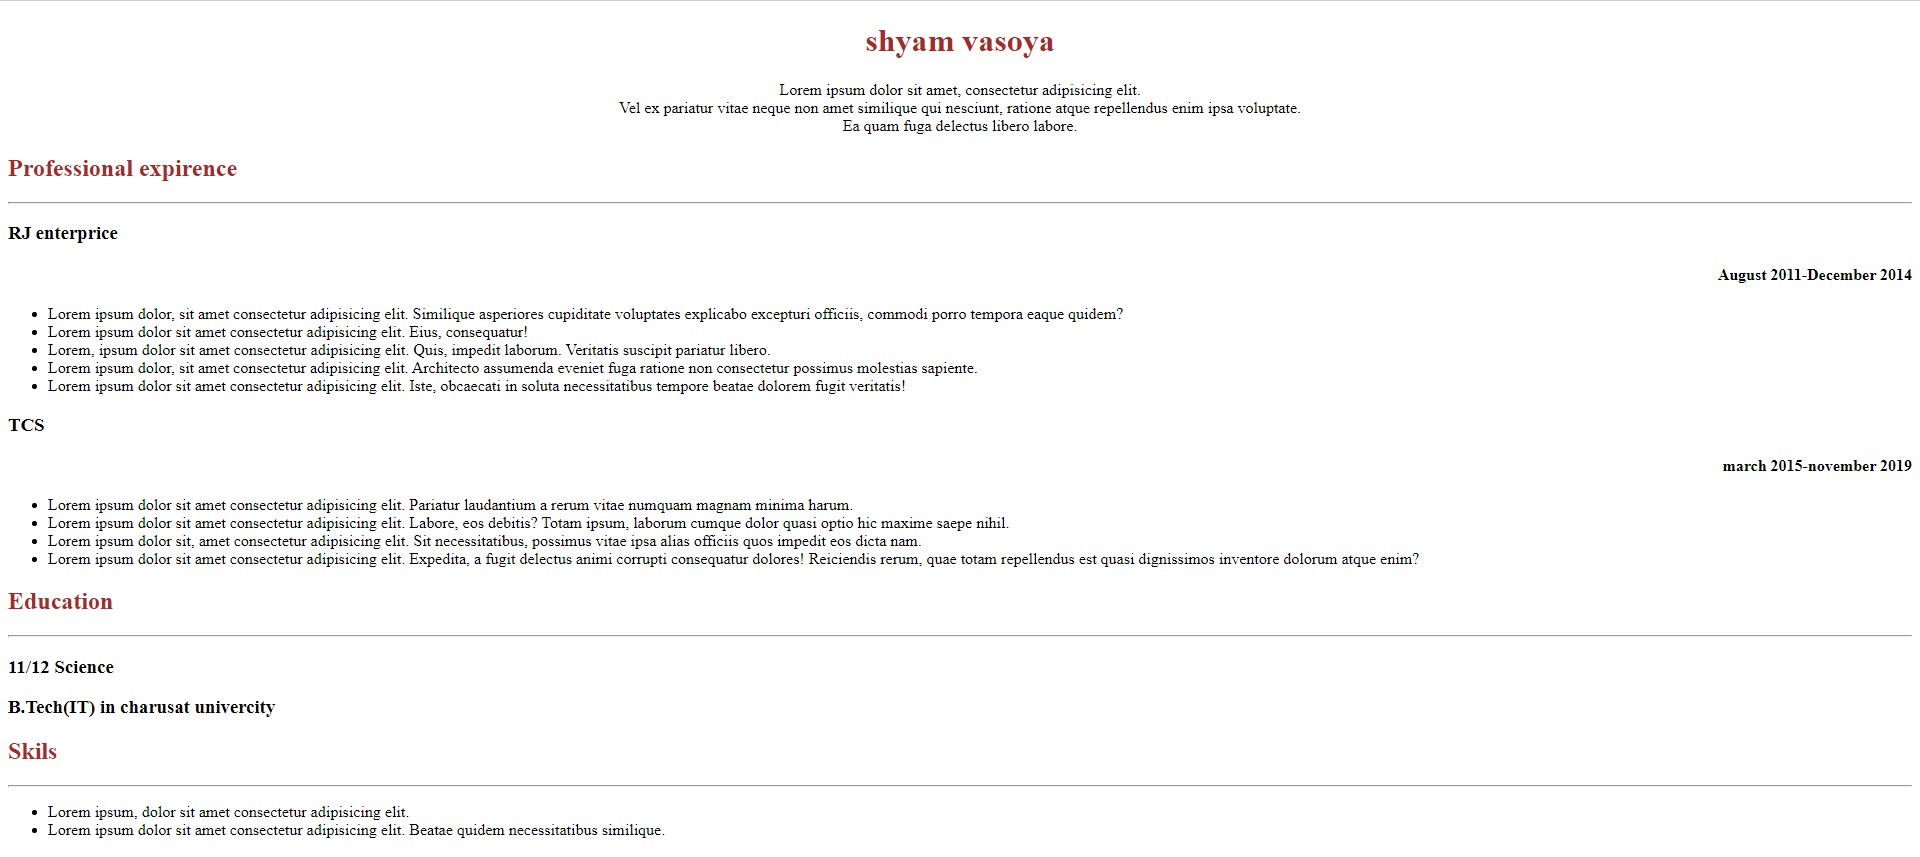 shyam vasoya
Lorem ipsum dolor sit amet, consectetur adipisicing elit.
Vel ex pariatur vitae neque non amet similique qui nesciunt, ratione atque repellendus enim ipsa voluptate.
Ea quam fuga delectus libero labore.
Professional expirence
RJ enterprice
August 2011-December 2014
Lorem ipsum dolor, sit amet consectetur adipisicing elit. Similique asperiores cupiditate voluptates explicabo excepturi officiis, commodi porro tempora eaque quidem?
Lorem ipsum dolor sit amet consectetur adipisicing elit. Eius, consequatur!
Lorem, ipsum dolor sit amet consectetur adipisicing elit. Quis, impedit laborum. Veritatis suscipit pariatur libero.
Lorem ipsum dolor, sit amet consectetur adipisicing elit. Architecto assumenda eveniet fuga ratione non consectetur possimus molestias sapiente.
Lorem ipsum dolor sit amet consectetur adipisicing elit. Iste, obcaecati in soluta necessitatibus tempore beatae dolorem fugit veritatis!
TCS
march 2015-november 2019
Lorem ipsum dolor sit amet consectetur adipisicing elit. Pariatur laudantium a rerum vitae numquam magnam minima harum.
Lorem ipsum dolor sit amet consectetur adipisicing elit. Labore, eos debitis? Totam ipsum, laborum cumque dolor quasi optio hic maxime saepe nihil.
Lorem ipsum dolor sit, amet consectetur adipisicing elit. Sit necessitatibus, possimus vitae ipsa alias officiis quos impedit eos dicta nam.
Lorem ipsum dolor sit amet consectetur adipisicing elit. Expedita, a fugit delectus animi corrupti consequatur dolores! Reiciendis rerum, quae totam repellendus est quasi dignissimos inventore dolorum atque enim?
Education
11/12 Science
B.Tech(IT) in charusat univercity
Skils
Lorem ipsum, dolor sit amet consectetur adipisicing elit.
Lorem ipsum dolor sit amet consectetur adipisicing elit. Beatae quidem necessitatibus similique.